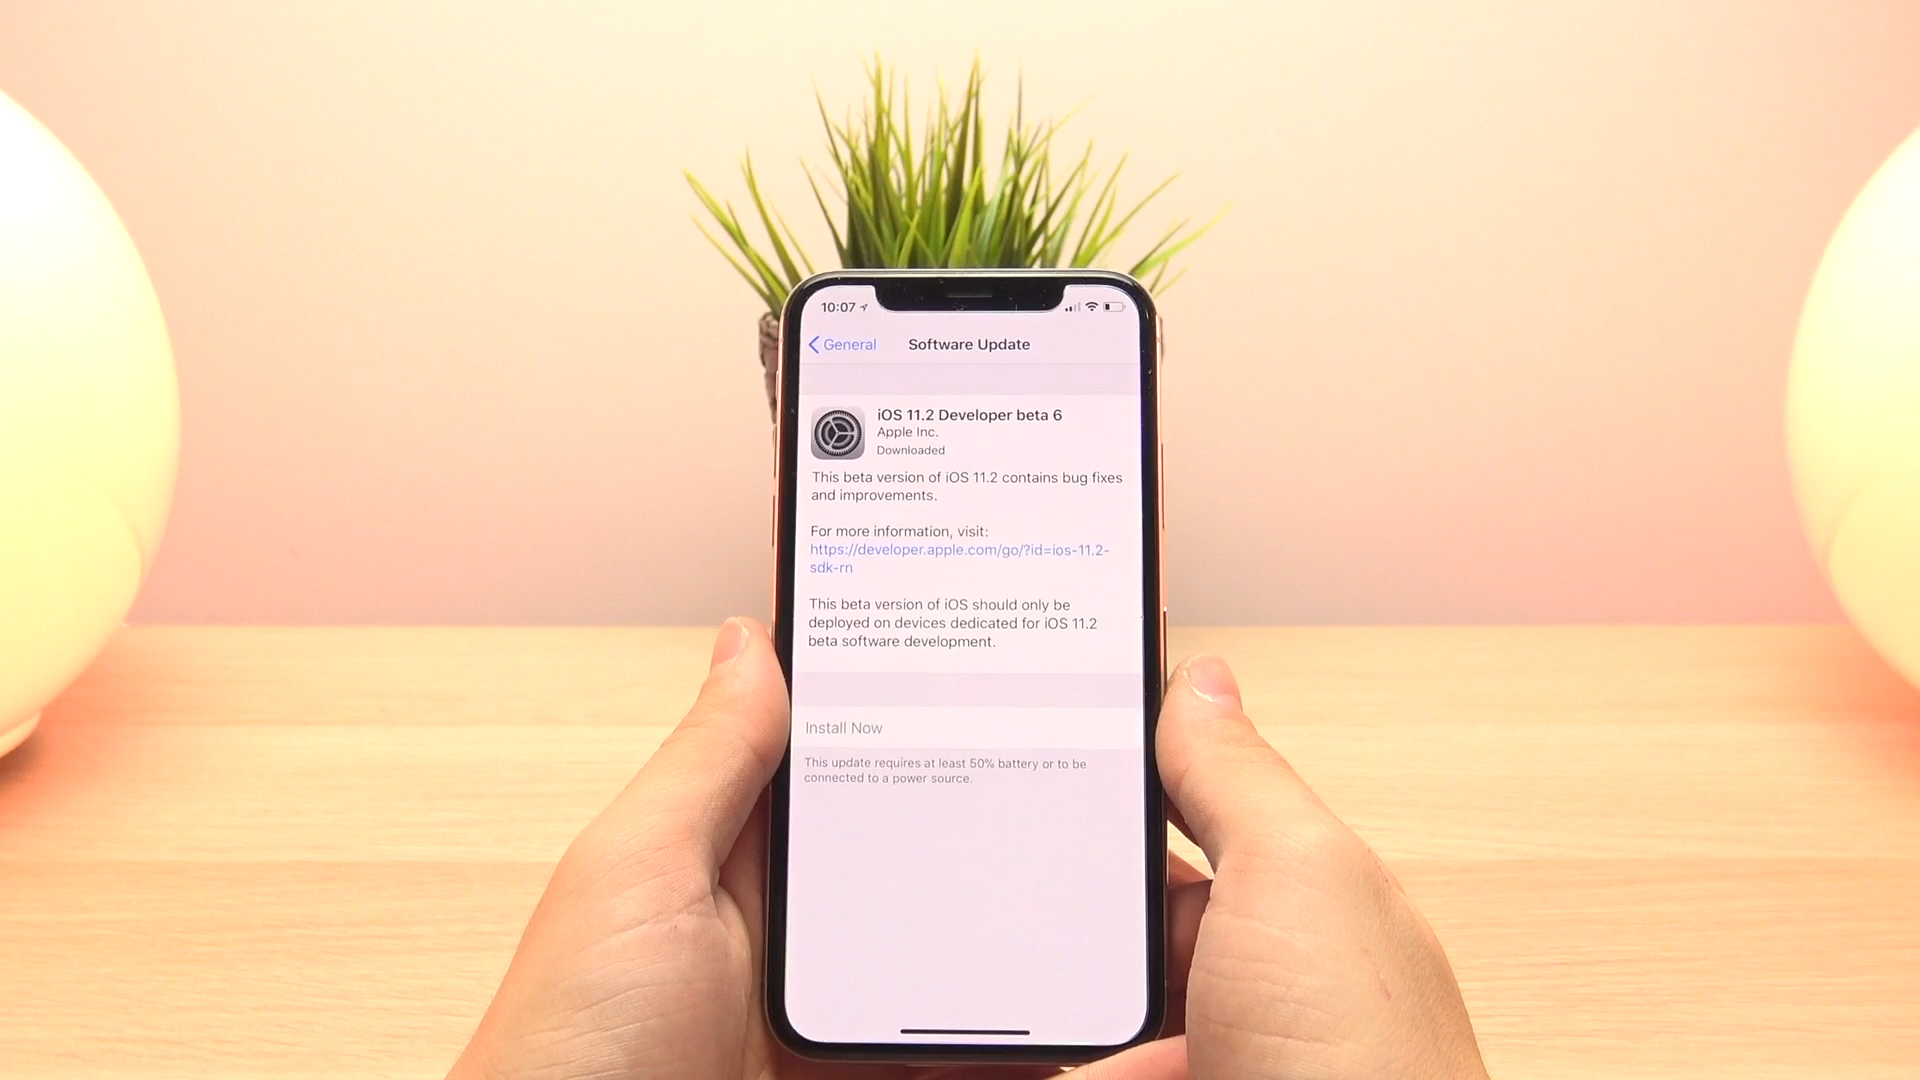 10:07
General
Software Update
iOS 11.2 Developer beta 6
Apple Inc.
Downloaded
This beta version of iOS 11.2 contains bug fixes
and improvements.
For more information, visit:
https://developer.apple.com/go/?id=ios-11.2-
sdk-rn
This beta version of iOS should only be
deployed on devices dedicated for iOS 11.2
beta software development.
Install Now
This update requires at least 50% battery or to be
connected to a power source.